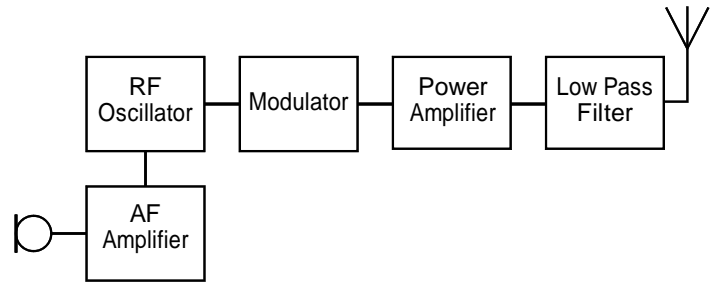 RF
Oscillator
Modulator
Power
Amplifier
Low Pass
Filter
AF
Amplifier